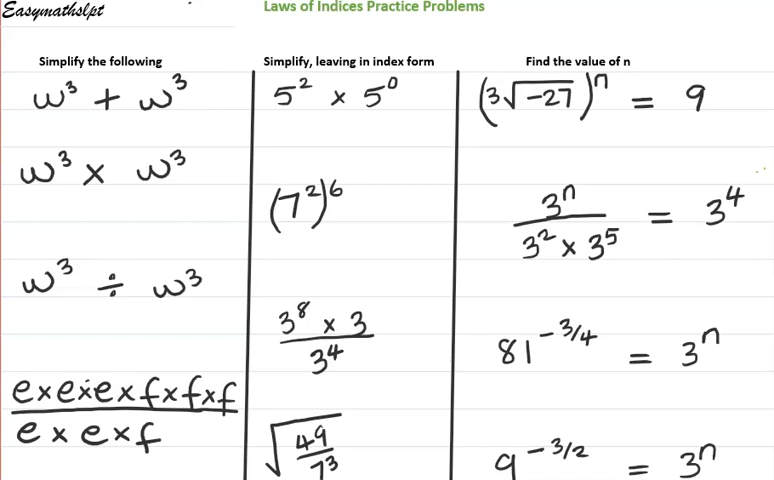 Easymathslpt
Laws of Indices Practice Problems
Simplify the following
w³ + w³
w³ × w³
w³ ÷ w³
e×e×e×f×f×f
e×e×f
Simplify, leaving in index form
5² × 5⁰
(7²)⁶
3⁸ × 3
3⁴
√49
7³
Find the value of n
(3√-27)ⁿ = 9
3ⁿ = 3⁴
3² × 3⁵
81^-3/4 = 3ⁿ
9^-3/2 = 3ⁿ